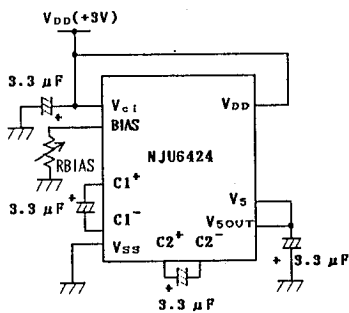 VDD(+3V)
3.3 μF
+
Vci
VDD
BIAS
NJU6424
RBIAS
C1+
3.3 μF
+
V5
C1-
V5OUT
C2+ C2-
VSS
+
3.3 μF
+
3.3 μF